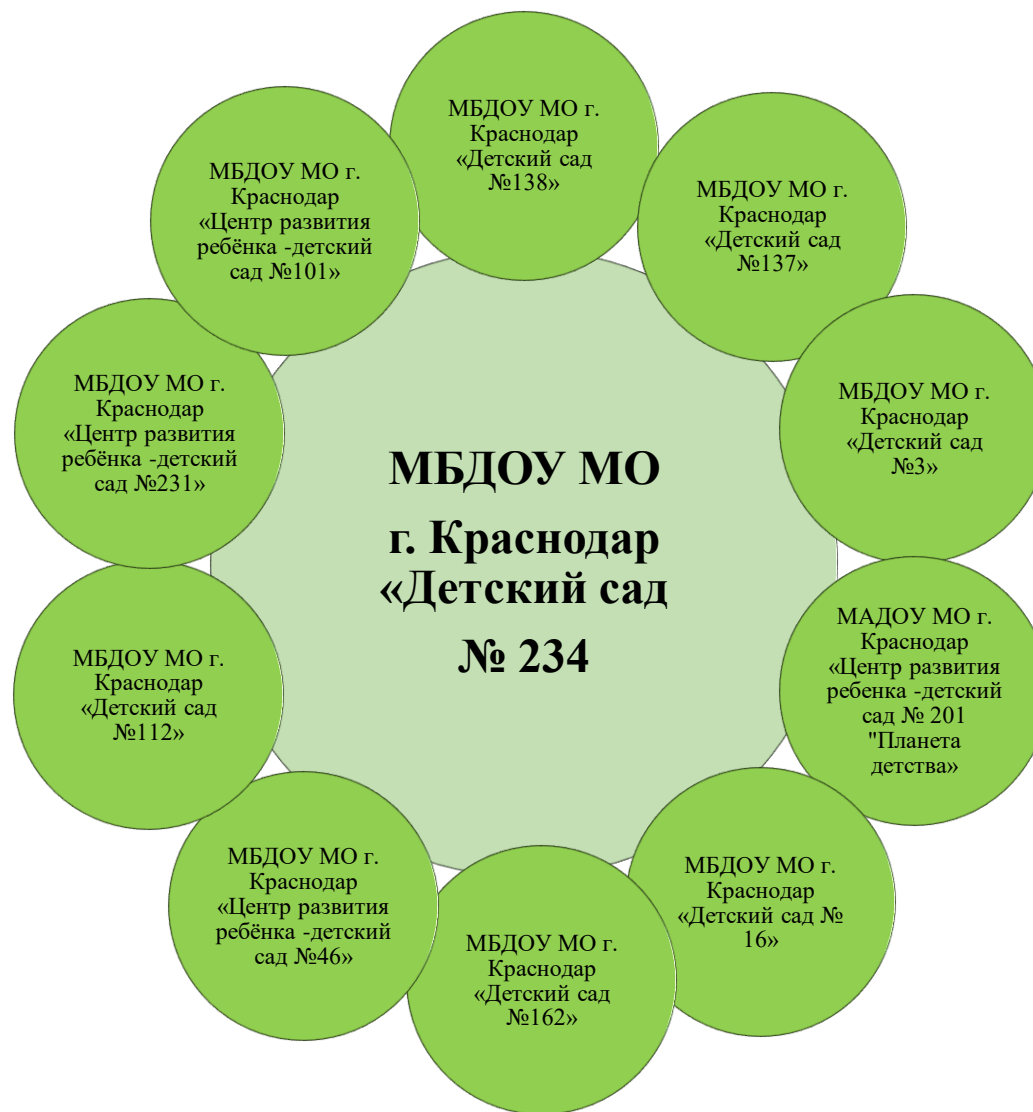 МБДОУ МО г.
Краснодар
«Детский сад
№138»
МБДОУ МО г.
Краснодар
«Детский сад
№137»
МБДОУ МО г.
Краснодар
«Детский сад
№3»
МАДОУ МО г.
Краснодар
«Центр развития
ребенка -детский
сад № 201
"Планета
детства»
МБДОУ МО г.
Краснодар
«Детский сад №
16»
МБДОУ МО г.
Краснодар
«Детский сад
№162»
МБДОУ МО г.
Краснодар
«Центр развития
ребёнка -детский
сад №46»
МБДОУ МО г.
Краснодар
«Детский сад
№112»
МБДОУ МО г.
Краснодар
«Центр развития
ребёнка -детский
сад №231»
МБДОУ МО г.
Краснодар
«Центр развития
ребёнка -детский
сад №101»
МБДОУ МО
г. Краснодар
«Детский сад
№ 234